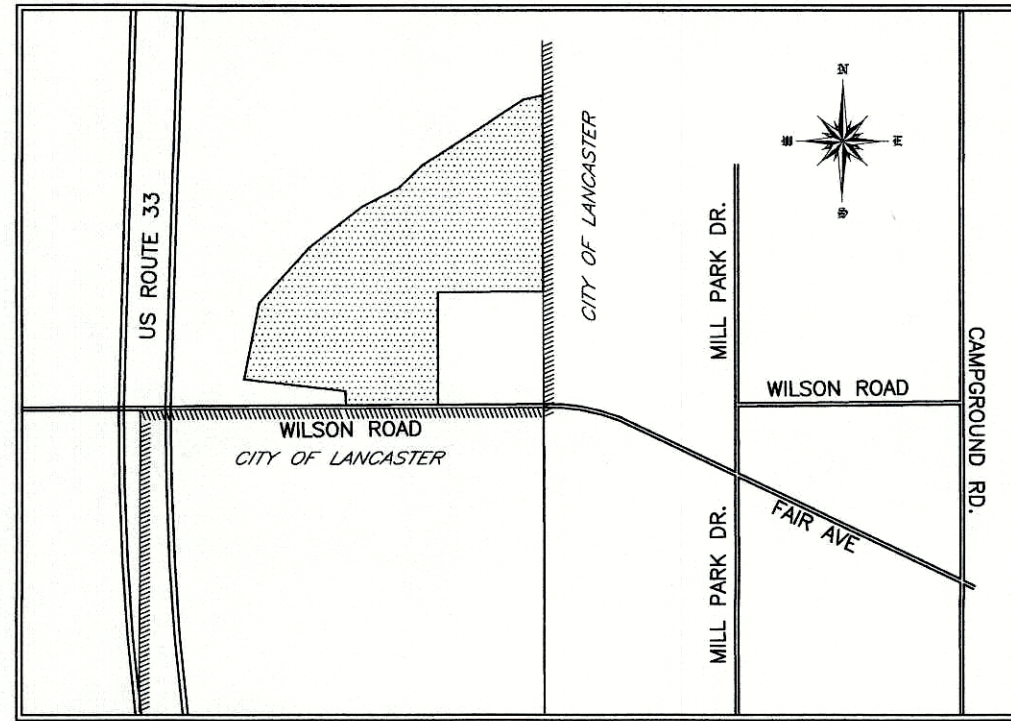 N
S
US ROUTE 33
CITY OF LANCASTER
MILL PARK DR.
WILSON ROAD
CAMPGROUND RD.
WILSON ROAD
CITY OF LANCASTER
FAIR AVE
MILL PARK DR.